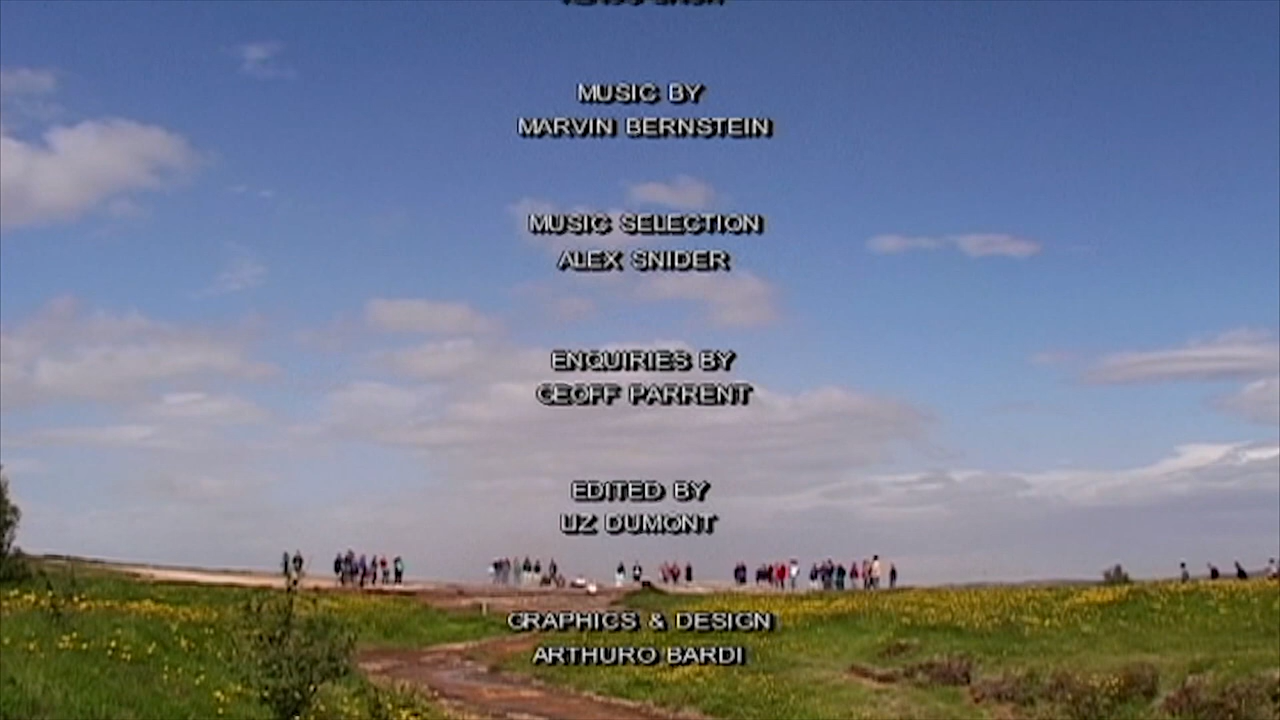 MUSIC BY
MARVIN BERNSTEIN
MUSIC SELECTION
ALEX SNIDER
ENQUIRIES BY
GEOFF PARRENT
EDITED BY
LIZ DUMONT
GRAPHICS & DESIGN
ARTHURO BARDI